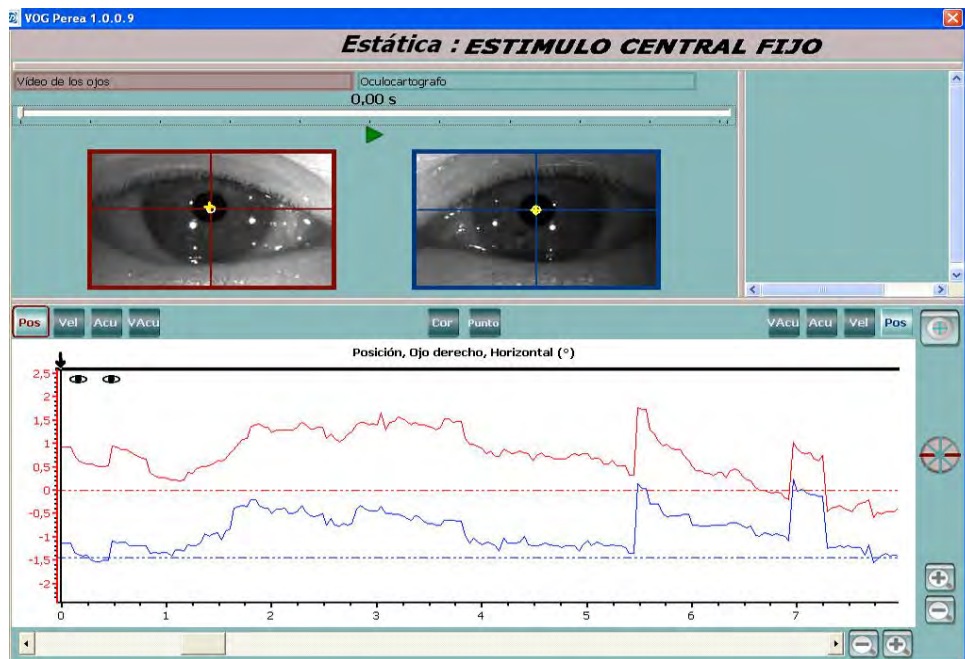 VOG Perea 1.0.0.9
Estática : ESTIMULO CENTRAL FIJO
Vídeo de los ojos
Oculocartografo
0,00 s
Pos Vel Acu VAcu Cor Punto VAcu Acu Vel Pos
Posición, Ojo derecho, Horizontal (°)
2,5
2
1,5
1
0,5
0
-0,5
-1
-1,5
-2
0 1 2 3 4 5 6 7